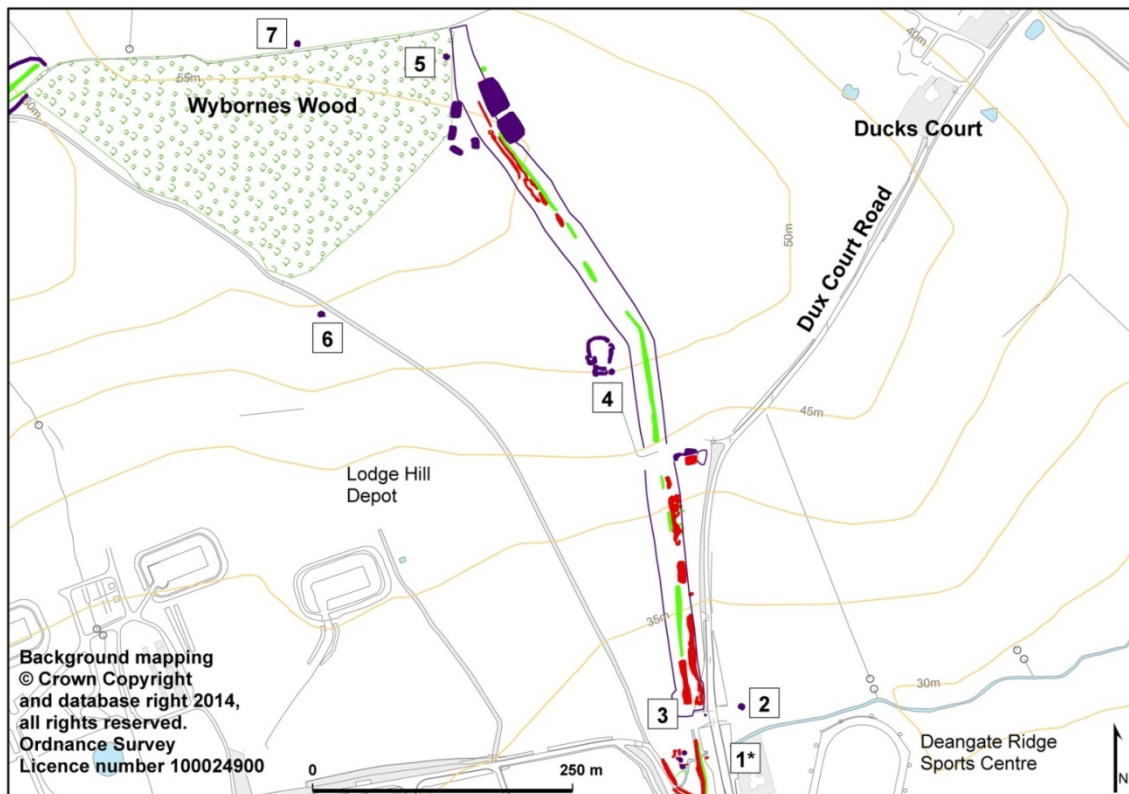 7
5
40m
55m
Wybornes Wood
Ducks Court
50m
50m
Dux Court Road
6
4
45m
Lodge Hill
Depot
35m
Background mapping
© Crown Copyright
and database right 2014,
all rights reserved.
Ordnance Survey
Licence number 100024900
3
2
30m
1*
Deangate Ridge
Sports Centre
0
250 m
N